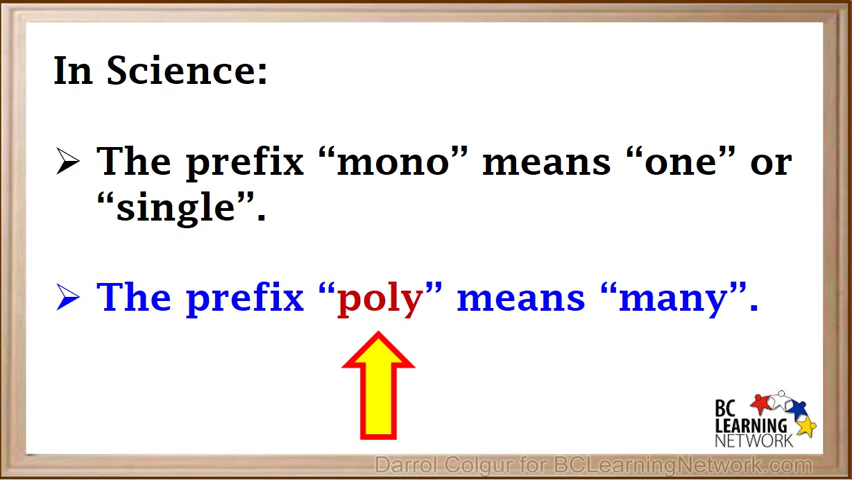 In Science:
The prefix “mono” means “one” or
“single”.
The prefix “poly” means “many”.
BC
LEARNING
NETWORK
Darrol Colgur for BCLearningNetwork.com